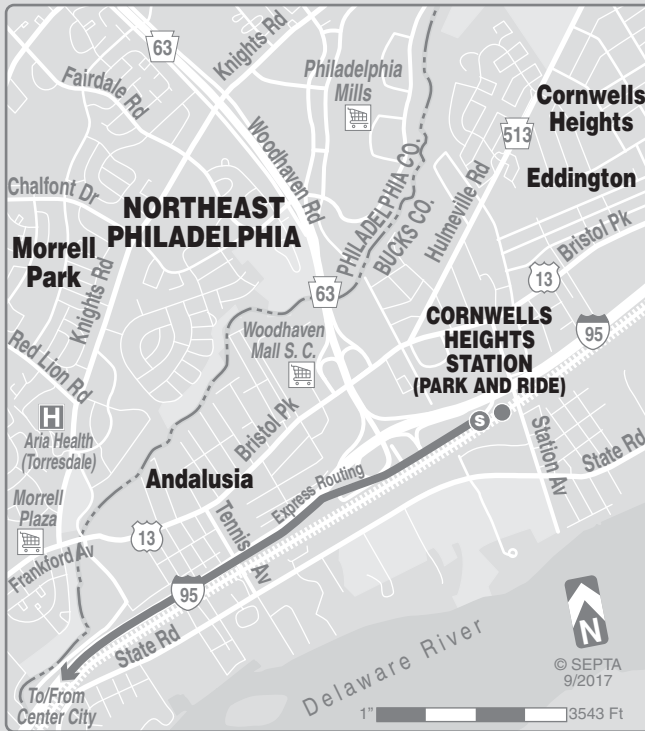 63
Knights Rd
Fairdale Rd
Philadelphia
Mills
Cornwells
Heights
513
Woodhaven Rd
Eddington
Chalfont Dr
NORTHEAST
PHILADELPHIA
PHILADELPHIA CO.
BUCKS CO.
Hulmeville Rd
Bristol Pk
13
Morrell
Park
Knights Rd
63
CORNWELLS
HEIGHTS
STATION
(PARK AND RIDE)
95
Woodhaven
Mall S. C.
Red Lion Rd
H
Aria Health
(Torresdale)
Bristol Pk
S
Station Av
State Rd
Andalusia
Express Routing
Morrell
Plaza
Tennis Av
13
Frankford Av
95
State Rd
Delaware River
N
© SEPTA
9/2017
To/From
Center City
1" 3543 Ft